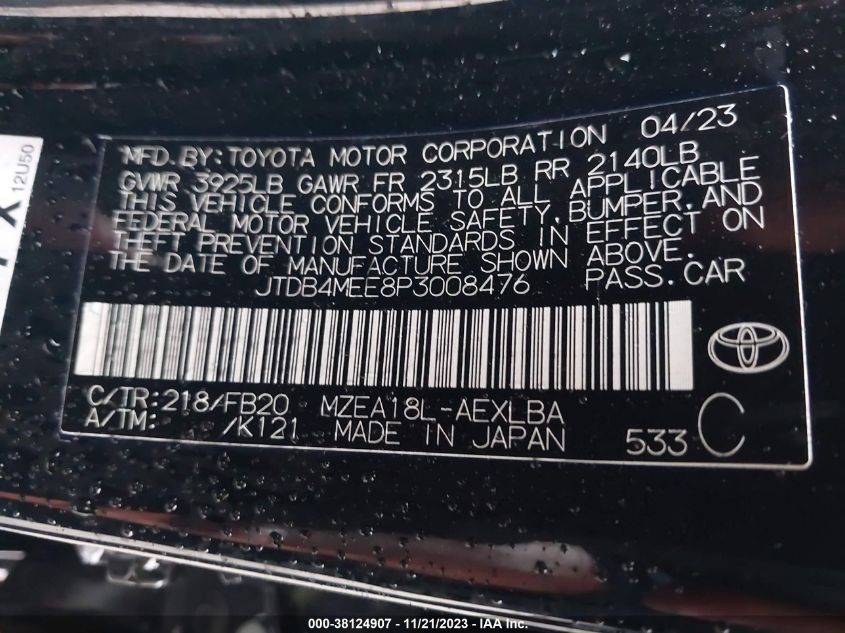 MFD.BY:TOYOTA MOTOR CORPORATION 04/23
GVWR 3925LB GAWR FR 2315LB RR 2140LB
THIS VEHICLE CONFORMS TO ALL APPLICABLE
FEDERAL MOTOR VEHICLE SAFETY,BUMPER,AND
THEFT PREVENTION STANDARDS IN EFFECT ON
THE DATE OF MANUFACTURE SHOWN ABOVE.
JTDB4MEE8P3008476 PASS.CAR
C/TR:218/FB20 MZEA18L-AEXLBA
A/TM: /K121 MADE IN JAPAN 533 C
12U50
000-38124907 - 11/21/2023 - IAA Inc.